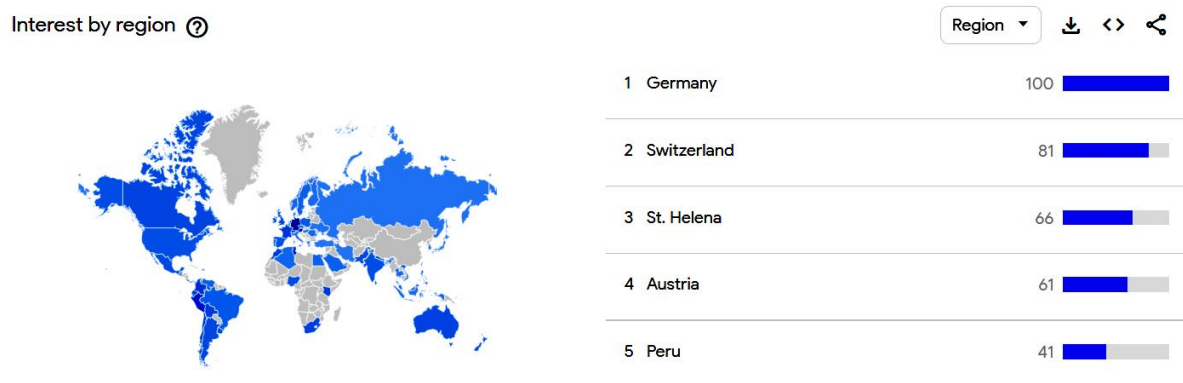 Interest by region
Region
1 Germany 100
2 Switzerland 81
3 St. Helena 66
4 Austria 61
5 Peru 41